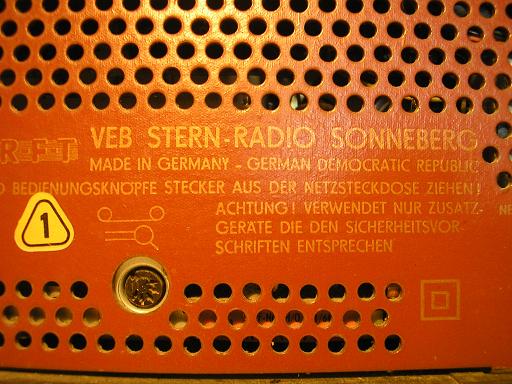 R-F-T
VEB STERN-RADIO SONNEBERG
MADE IN GERMANY - GERMAN DEMOCRATIC REPUBLIC
BEDIENUNGSKNÖPFE STECKER AUS DER NETZSTECKDOSE ZIEHEN!
1
ACHTUNG! VERWENDET NUR ZUSATZ-
GERÄTE DIE DEN SICHERHEITSVOR-
SCHRIFTEN ENTSPRECHEN